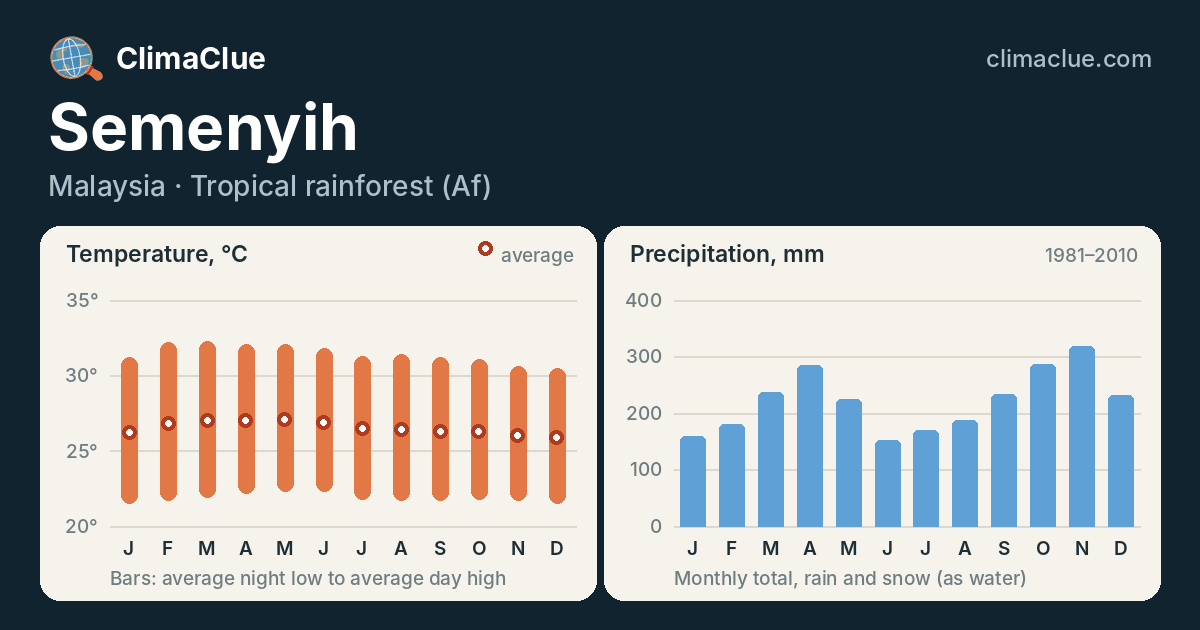 ClimaClue
climaclue.com
Semenyih
Malaysia · Tropical rainforest (Af)
Temperature, °C
average
35°
30°
25°
20°
J F M A M J J A S O N D
Bars: average night low to average day high
Precipitation, mm
1981–2010
400
300
200
100
0
J F M A M J J A S O N D
Monthly total, rain and snow (as water)